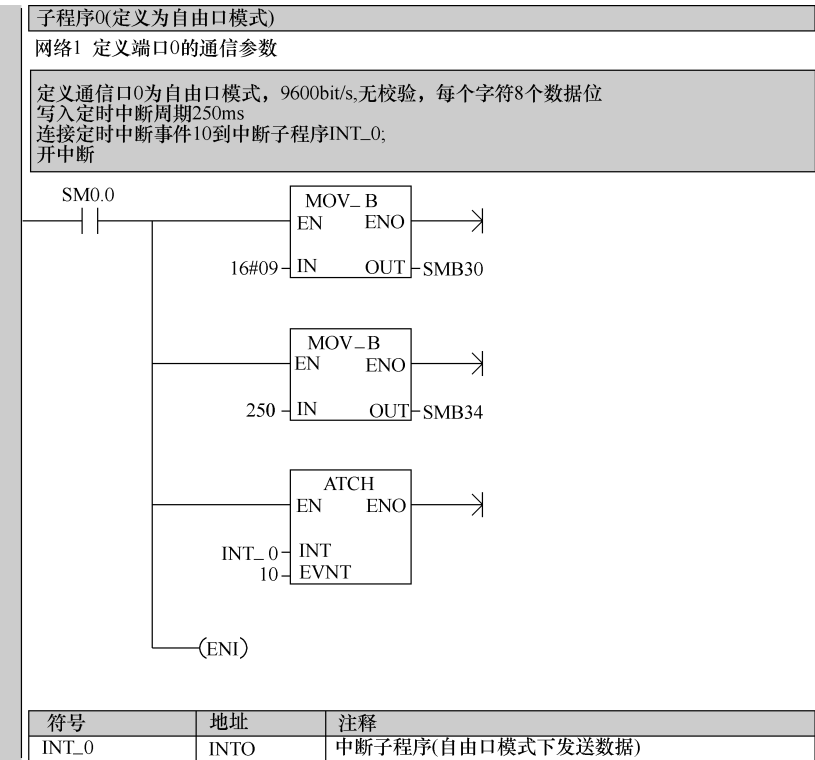 子程序0(定义为自由口模式)
网络1 定义端口0的通信参数
定义通信口0为自由口模式，9600bit/s,无校验，每个字符8个数据位
写入定时中断周期250ms
连接定时中断事件10到中断子程序INT_0;
开中断
SM0.0
MOV_B
EN ENO
16#09 IN OUT SMB30
MOV_B
EN ENO
250 IN OUT SMB34
ATCH
EN ENO
INT_0 INT
10 EVNT
(ENI)
符号 地址 注释
INT_0 INTO 中断子程序(自由口模式下发送数据)